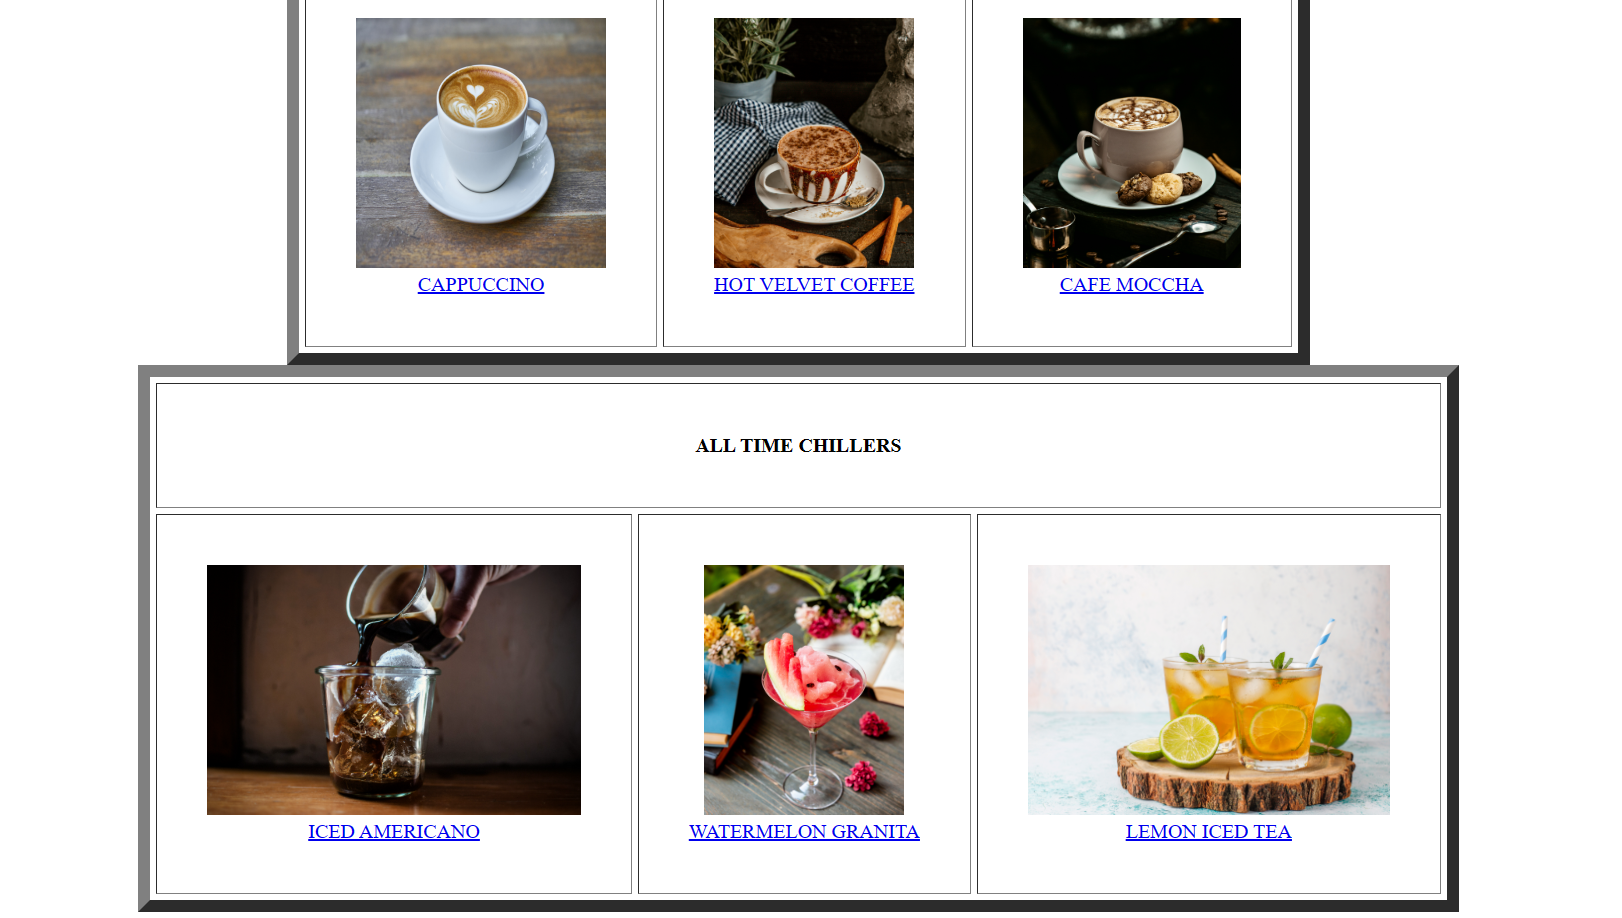 CAPPUCCINO
HOT VELVET COFFEE
CAFE MOCCHA
ALL TIME CHILLERS
ICED AMERICANO
WATERMELON GRANITA
LEMON ICED TEA